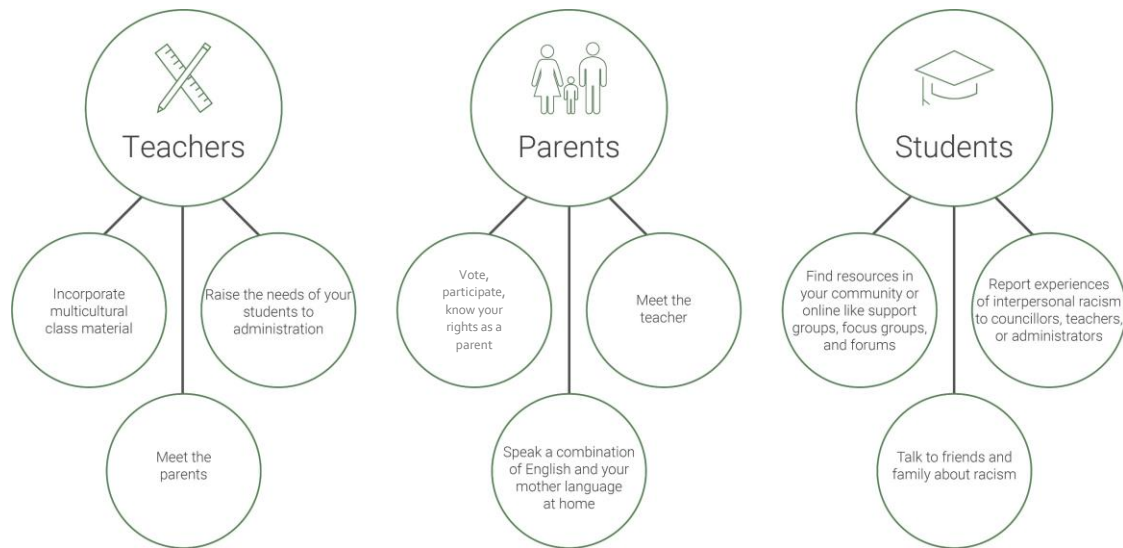 Teachers
Incorporate
multicultural
class material
Raise the needs of your
students to
administration
Meet the
parents
Parents
Vote,
participate,
know your
rights as a
parent
Meet the
teacher
Speak a combination
of English and your
mother language
at home
Students
Find resources in
your community or
online like support
groups, focus groups,
and forums
Report experiences
of interpersonal racism
to councillors, teachers,
or administrators
Talk to friends and
family about racism